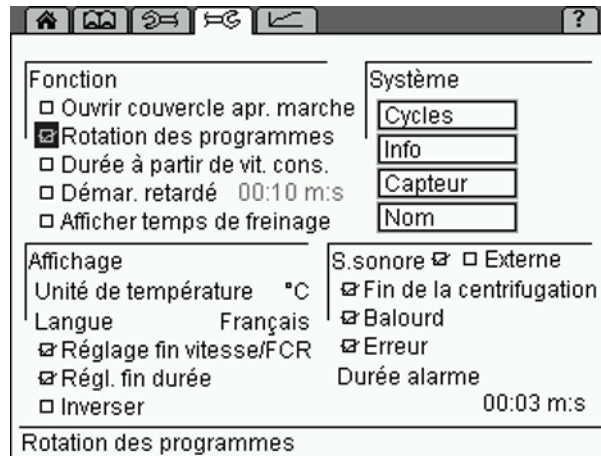 ?
Fonction
Ouvrir couvercle apr. marche
Rotation des programmes
Durée à partir de vit. cons.
Démar. retardé 00:10 m:s
Afficher temps de freinage
Système
Cycles
Info
Capteur
Nom
Affichage
Unité de température °C
Langue Français
Réglage fin vitesse/FCR
Régl. fin durée
Inverser
S.sonore Externe
Fin de la centrifugation
Balourd
Erreur
Durée alarme
00:03 m:s
Rotation des programmes